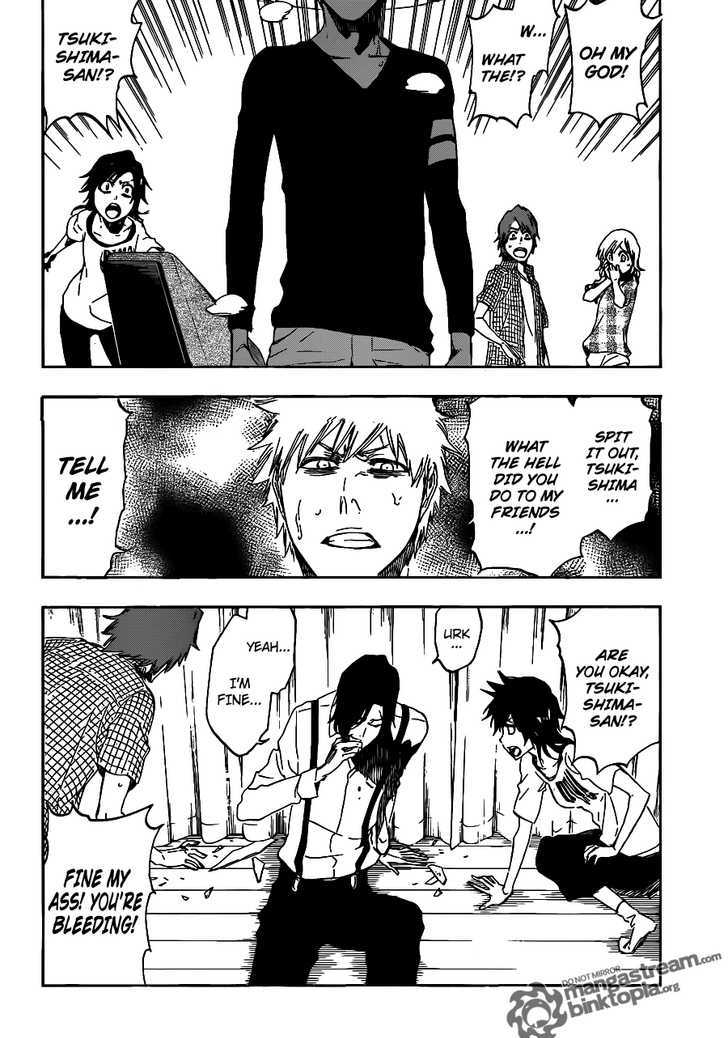 OH MY
GOD!
W...
WHAT
THE!?
TSUKI-
SHIMA-
SAN!?
SPIT
IT OUT,
TSUKI-
SHIMA
...
WHAT
THE HELL
DID YOU
DO TO MY
FRIENDS
...!
TELL
ME
...!
ARE
YOU OKAY,
TSUKI-
SHIMA-
SAN!?
URK
...
YEAH...
I'M
FINE...
FINE MY
ASS! YOU'RE
BLEEDING!
DO NOT MIRROR
mangastream.com
binktopia.org